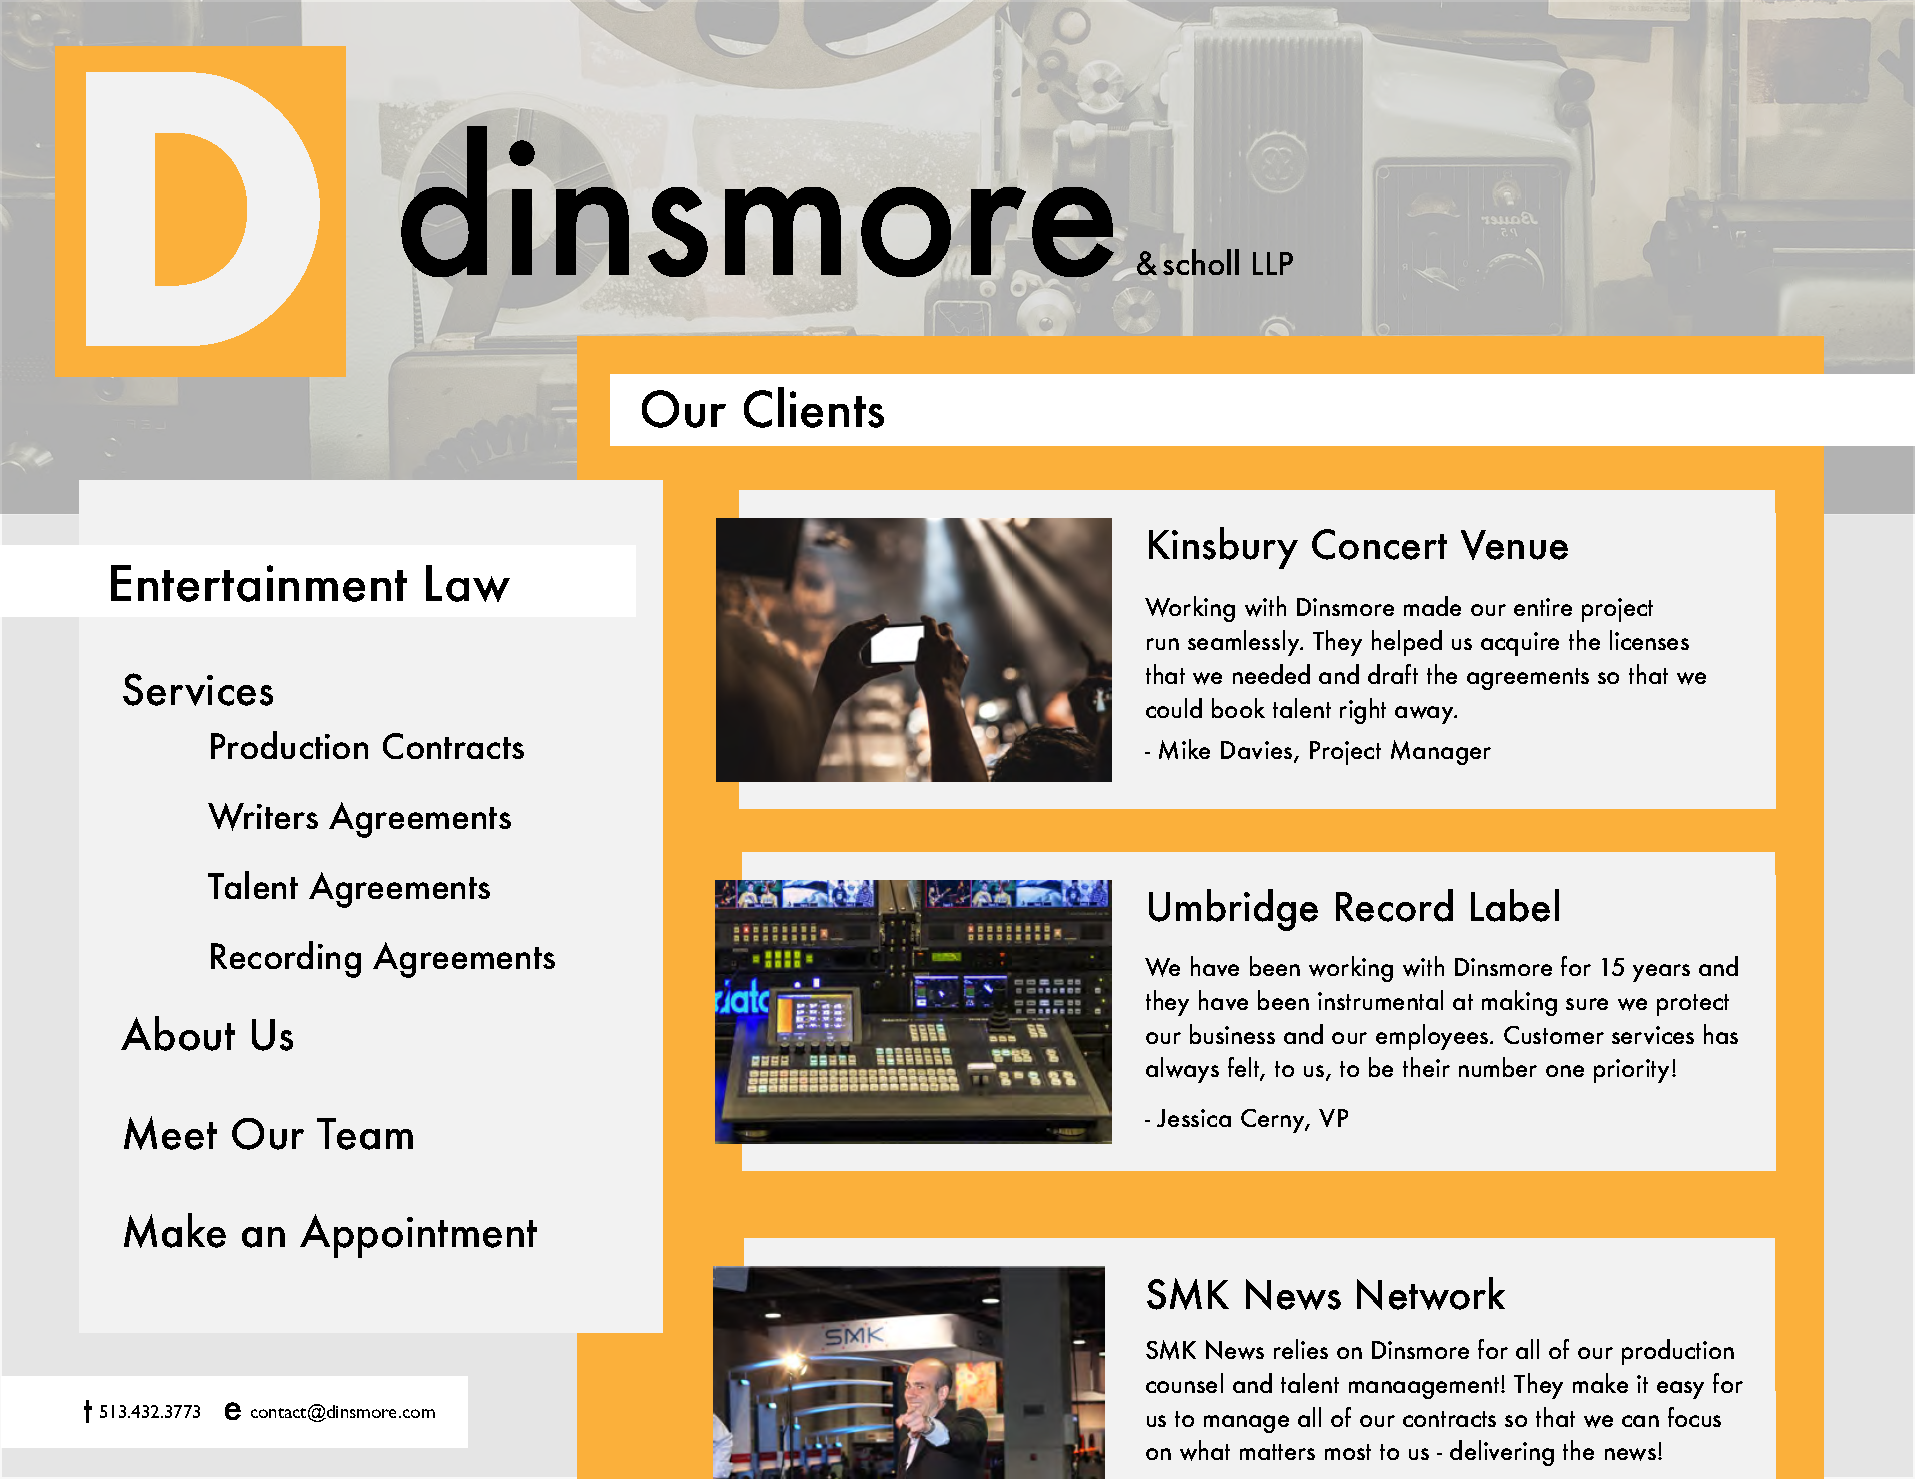 D
dinsmore
& scholl LLP
Our Clients
Entertainment Law
Services
Production Contracts
Writers Agreements
Talent Agreements
Recording Agreements
About Us
Meet Our Team
Make an Appointment
t 513.432.3773 e contact@dinsmore.com
Kinsbury Concert Venue
Working with Dinsmore made our entire project
run seamlessly. They helped us acquire the licenses
that we needed and draft the agreements so that we
could book talent right away.
- Mike Davies, Project Manager
Umbridge Record Label
We have been working with Dinsmore for 15 years and
they have been instrumental at making sure we protect
our business and our employees. Customer services has
always felt, to us, to be their number one priority!
- Jessica Cerny, VP
SMK
SMK News Network
SMK News relies on Dinsmore for all of our production
counsel and talent manaagement! They make it easy for
us to manage all of our contracts so that we can focus
on what matters most to us - delivering the news!